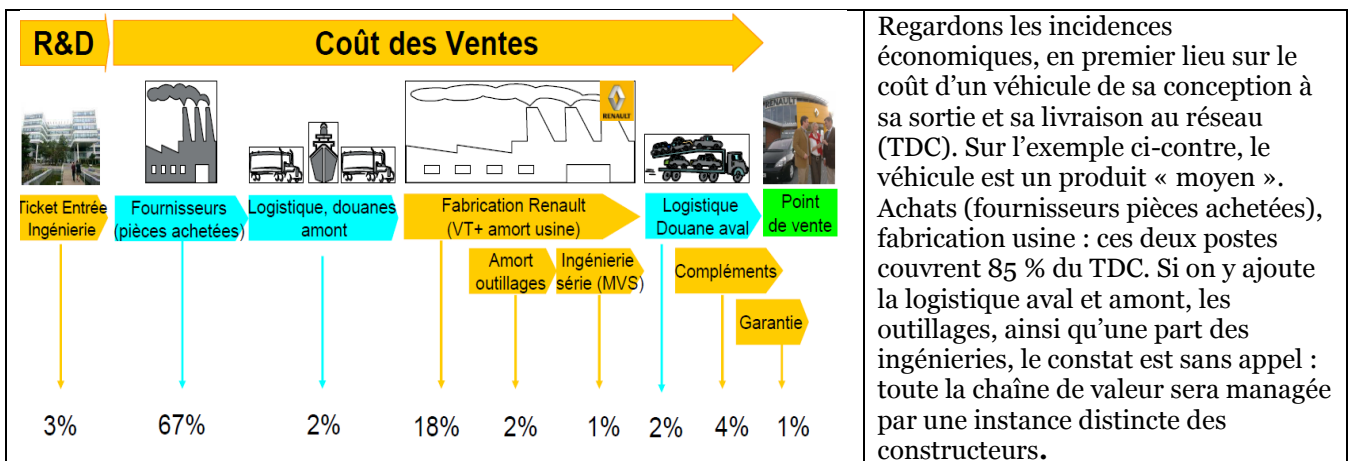 R&D
Coût des Ventes
RENAULT
RENAULT
Ticket Entrée
Ingénierie
Fournisseurs
(pièces achetées)
Logistique, douanes
amont
Fabrication Renault
(VT+ amort usine)
Logistique
Douane aval
Point
de vente
Amort
outillages
Ingénierie
série (MVS)
Compléments
Garantie
3%
67%
2%
18%
2%
1%
2%
4%
1%
Regardons les incidences
économiques, en premier lieu sur le
coût d’un véhicule de sa conception à
sa sortie et sa livraison au réseau
(TDC). Sur l’exemple ci-contre, le
véhicule est un produit « moyen ».
Achats (fournisseurs pièces achetées),
fabrication usine : ces deux postes
couvrent 85 % du TDC. Si on y ajoute
la logistique aval et amont, les
outillages, ainsi qu’une part des
ingénieries, le constat est sans appel :
toute la chaîne de valeur sera managée
par une instance distincte des
constructeurs.